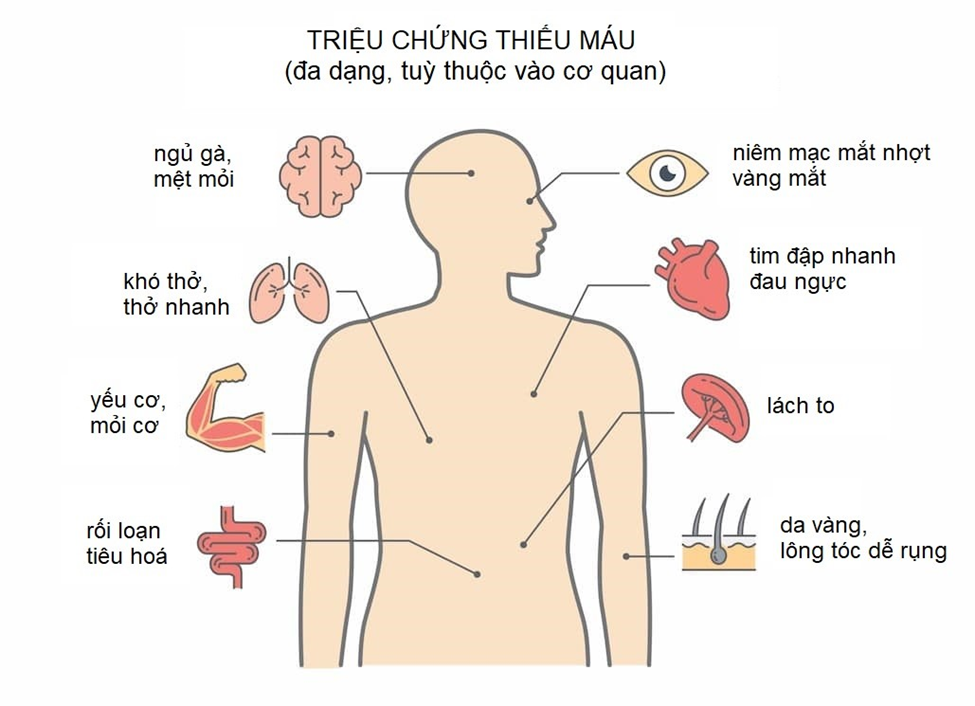 TRIỆU CHỨNG THIẾU MÁU
(đa dạng, tuỳ thuộc vào cơ quan)
ngủ gà,
mệt mỏi
niêm mạc mắt nhợt
vàng mắt
khó thở,
thở nhanh
tim đập nhanh
đau ngực
yếu cơ,
mỏi cơ
lách to
rối loạn
tiêu hoá
da vàng,
lông tóc dễ rụng